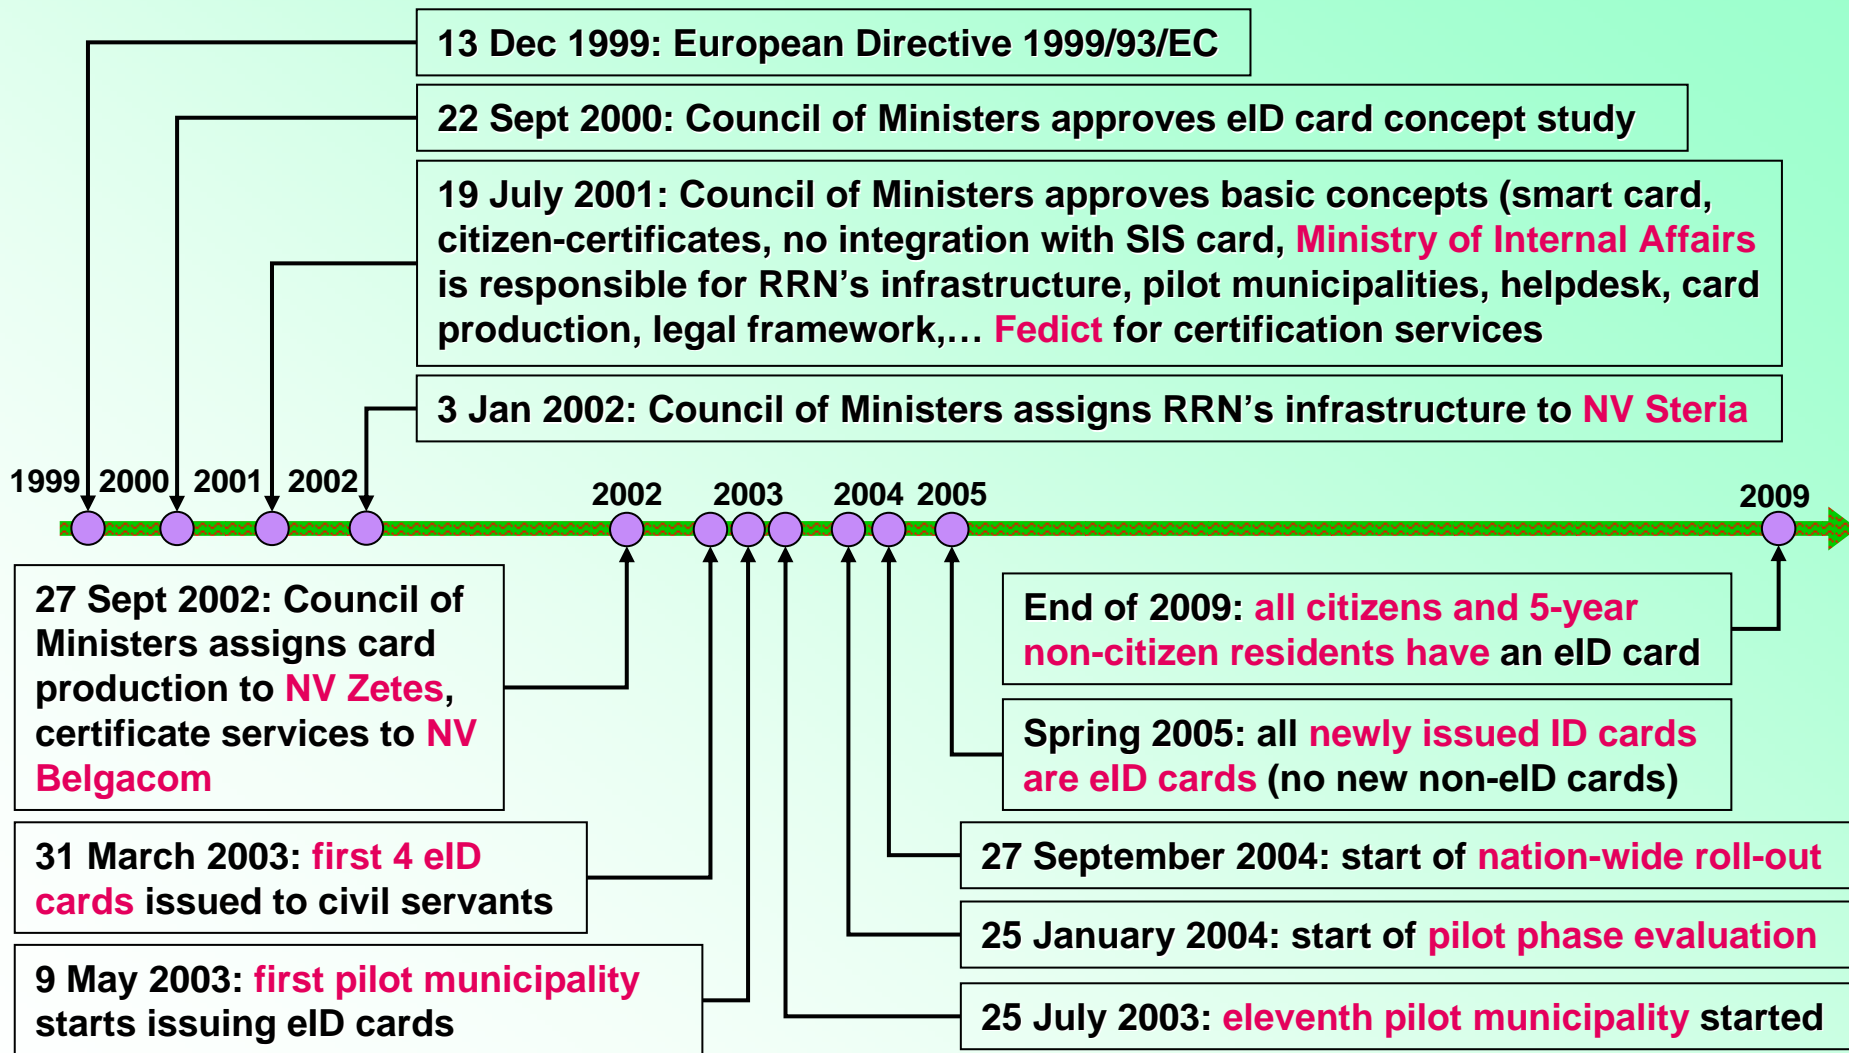 13 Dec 1999: European Directive 1999/93/EC
22 Sept 2000: Council of Ministers approves eID card concept study
19 July 2001: Council of Ministers approves basic concepts (smart card,
citizen-certificates, no integration with SIS card, Ministry of Internal Affairs
is responsible for RRN’s infrastructure, pilot municipalities, helpdesk, card
production, legal framework,… Fedict for certification services
3 Jan 2002: Council of Ministers assigns RRN’s infrastructure to NV Steria
1999 2000 2001 2002
2002 2003 2004 2005 2009
27 Sept 2002: Council of
Ministers assigns card
production to NV Zetes,
certificate services to NV
Belgacom
31 March 2003: first 4 eID
cards issued to civil servants
9 May 2003: first pilot municipality
starts issuing eID cards
End of 2009: all citizens and 5-year
non-citizen residents have an eID card
Spring 2005: all newly issued ID cards
are eID cards (no new non-eID cards)
27 September 2004: start of nation-wide roll-out
25 January 2004: start of pilot phase evaluation
25 July 2003: eleventh pilot municipality started